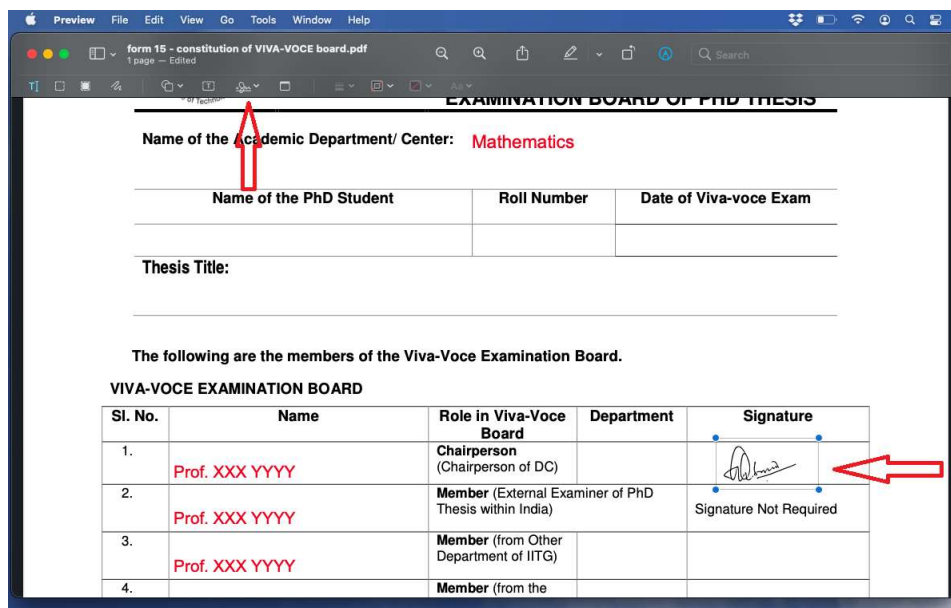 Preview File Edit View Go Tools Window Help
form 15 - constitution of VIVA-VOCE board.pdf
1 page — Edited
Search
of Technol
EXAMINATION BOARD OF PHD THESIS
Name of the Academic Department/ Center: Mathematics
Name of the PhD Student Roll Number Date of Viva-voce Exam
Thesis Title:
The following are the members of the Viva-Voce Examination Board.
VIVA-VOCE EXAMINATION BOARD
SI. No. Name Role in Viva-Voce Board Department Signature
1. Prof. XXX YYYY Chairperson
(Chairperson of DC)
2. Prof. XXX YYYY Member (External Examiner of PhD
Thesis within India) Signature Not Required
3. Prof. XXX YYYY Member (from Other
Department of IITG)
4. Member (from the